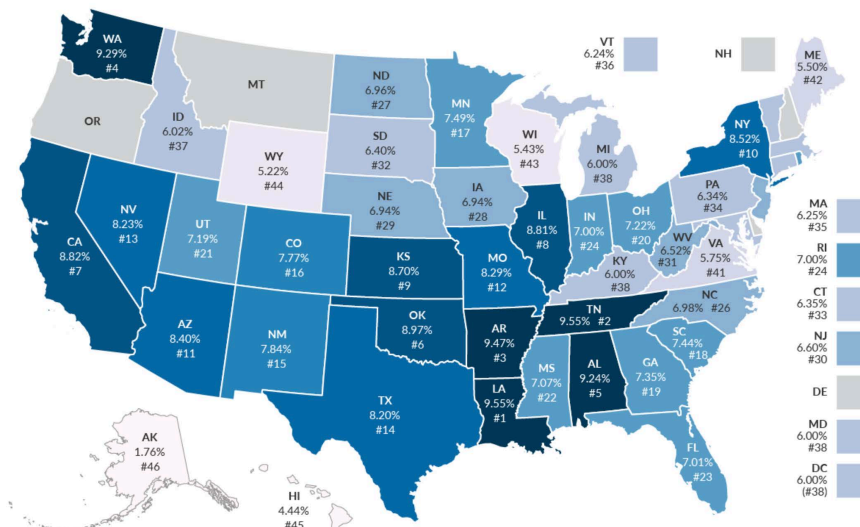 WA
9.29%
#4
MT
OR
ID
6.02%
#37
ND
6.96%
#27
MN
7.49%
#17
VT
6.24%
#36
NH
ME
5.50%
#42
WY
5.22%
#44
SD
6.40%
#32
WI
5.43%
#43
MI
6.00%
#38
NY
8.52%
#10
CA
8.82%
#7
NV
8.23%
#13
UT
7.19%
#21
CO
7.77%
#16
NE
6.94%
#29
IA
6.94%
#28
IL
8.81%
#8
IN
7.00%
#24
OH
7.22%
#20
PA
6.34%
#34
MA
6.25%
#35
KS
8.70%
#9
MO
8.29%
#12
KY
6.00%
#38
WV
6.52%
#31
VA
5.75%
#41
RI
7.00%
#24
AZ
8.40%
#11
NM
7.84%
#15
OK
8.97%
#6
AR
9.47%
#3
TN
9.55% #2
NC
6.98% #26
CT
6.35%
#33
TX
8.20%
#14
LA
9.55%
#1
MS
7.07%
#22
AL
9.24%
#5
GA
7.35%
#19
SC
7.44%
#18
NJ
6.60%
#30
DE
AK
1.76%
#46
HI
4.44%
#45
FL
7.01%
#23
MD
6.00%
#38
DC
6.00%
(#38)